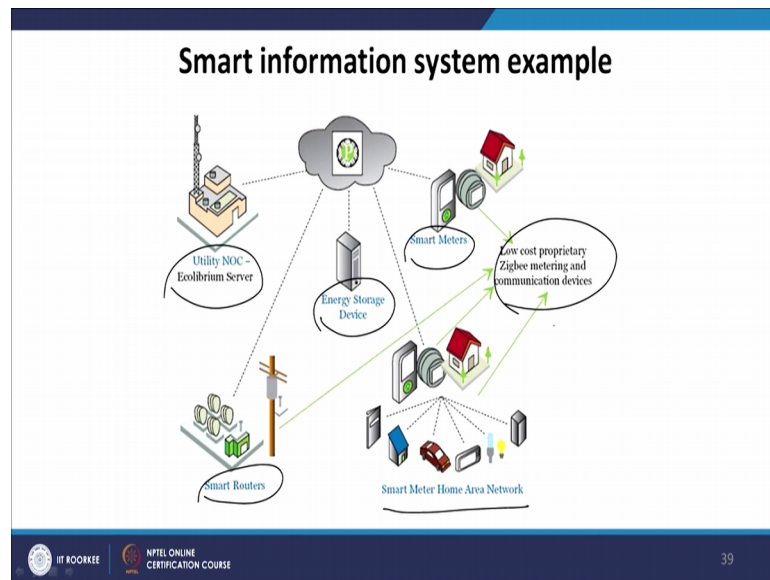 Smart information system example
Utility NOC –
Ecolibrium Server
Energy Storage
Device
Smart Meters
Low cost proprietary
Zigbee metering and
communication devices
Smart Routers
Smart Meter Home Area Network
IIT ROORKEE
NPTEL ONLINE
CERTIFICATION COURSE
39